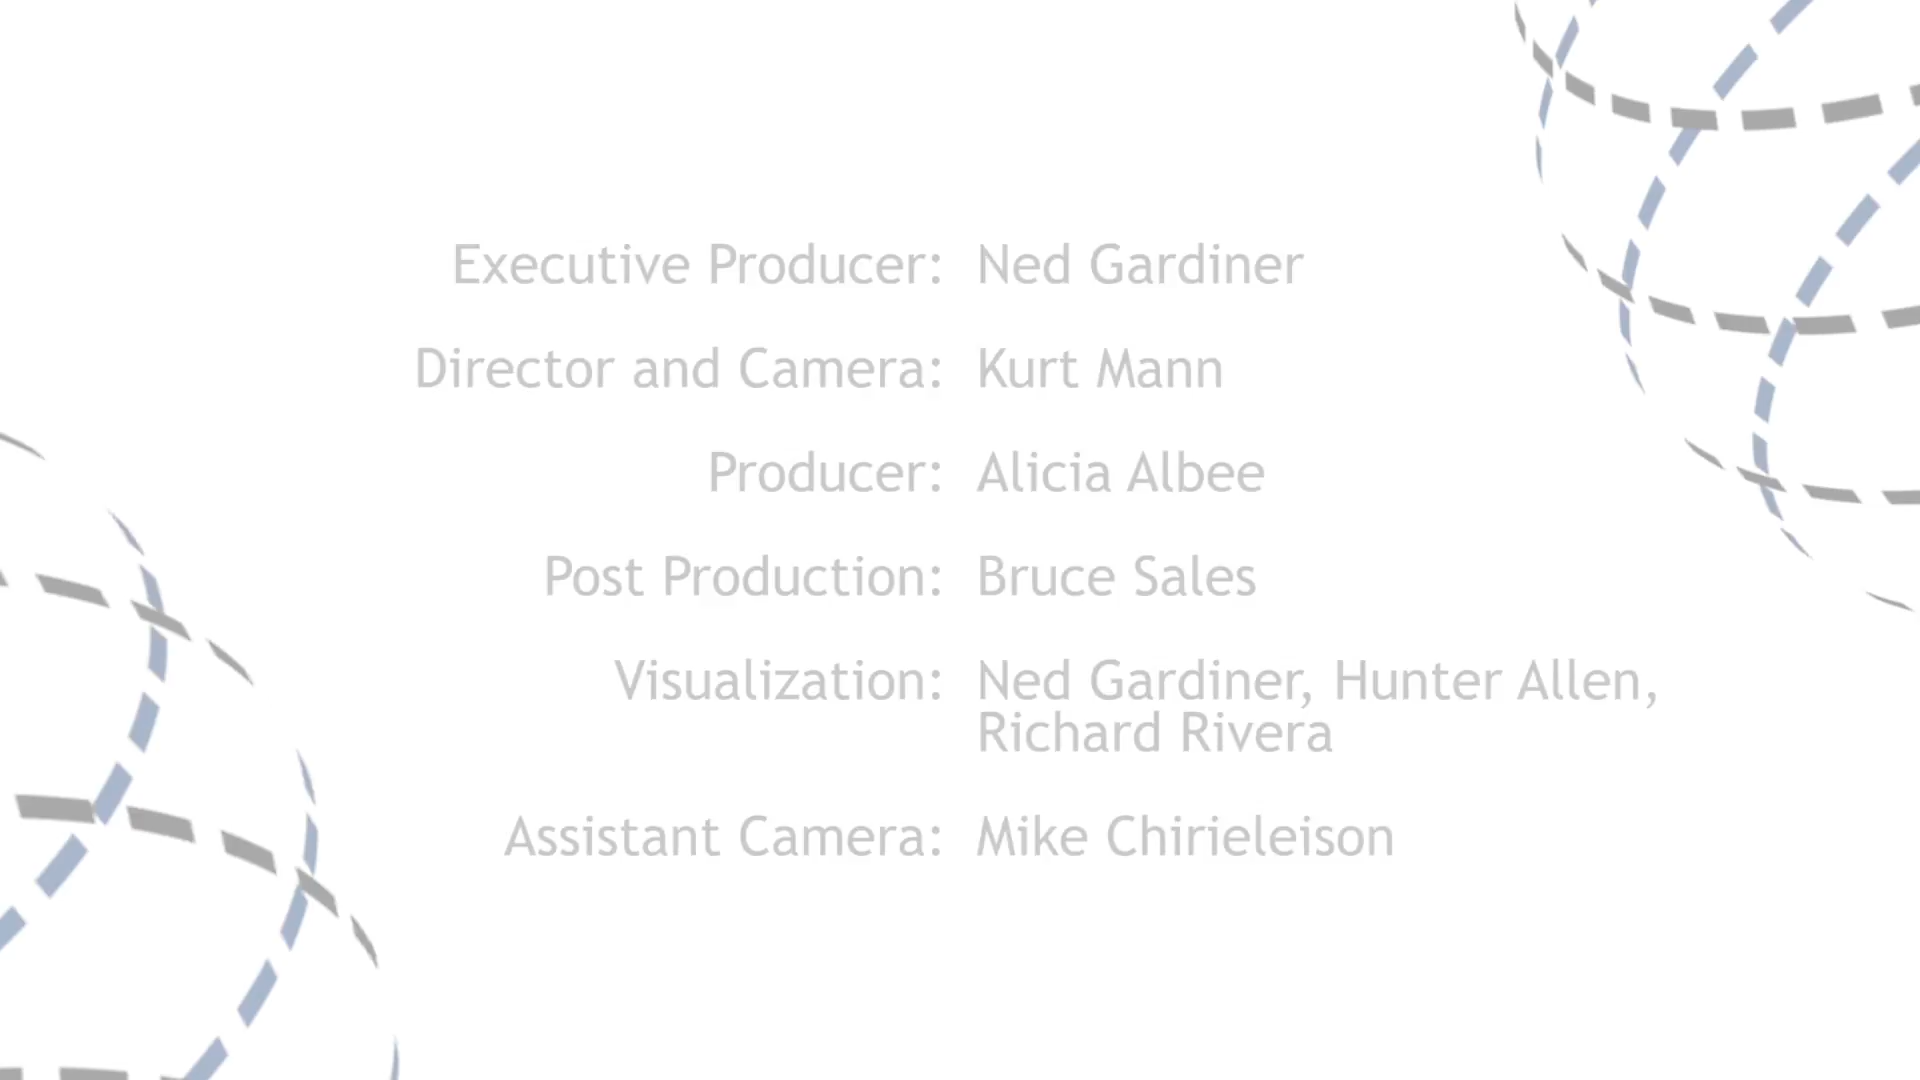 Executive Producer: Ned Gardiner
Director and Camera: Kurt Mann
Producer: Alicia Albee
Post Production: Bruce Sales
Visualization: Ned Gardiner, Hunter Allen,
Richard Rivera
Assistant Camera: Mike Chirieleison